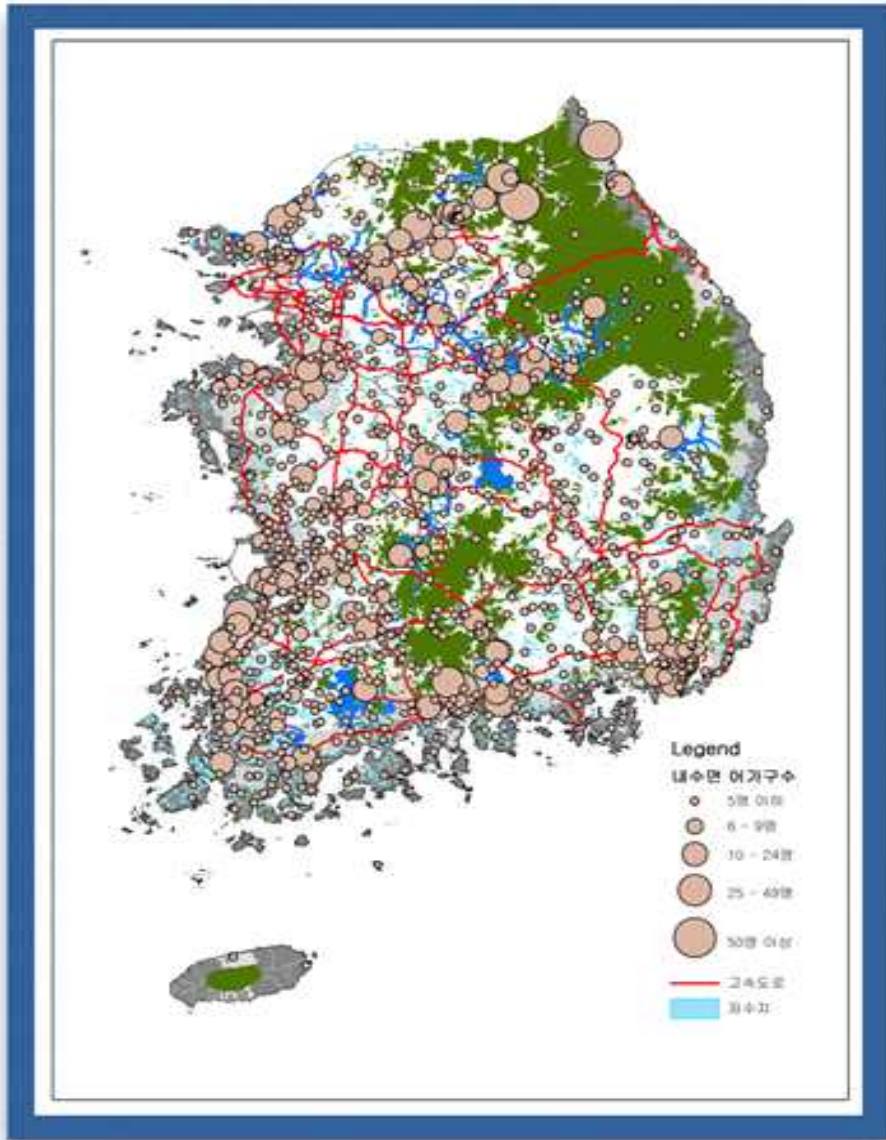 Legend
내수면 어가구수
5명 이하
6 - 9명
10 - 24명
25 - 49명
50명 이상
고속도로
저수지